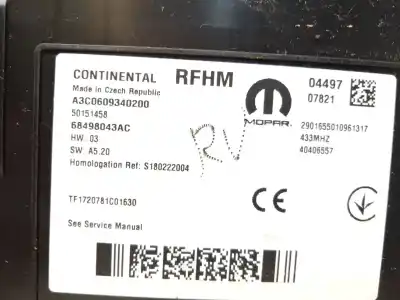 CONTINENTAL RFHM
Made in Czech Republic
A3C0609340200
50151458
68498043AC
HW. 03
SW. A5.20
Homologation Ref: S180222004
TF1720781C01630
See Service Manual
RV
MOPAR
04497
07821
2901655010961317
433MHZ
40406557
CE